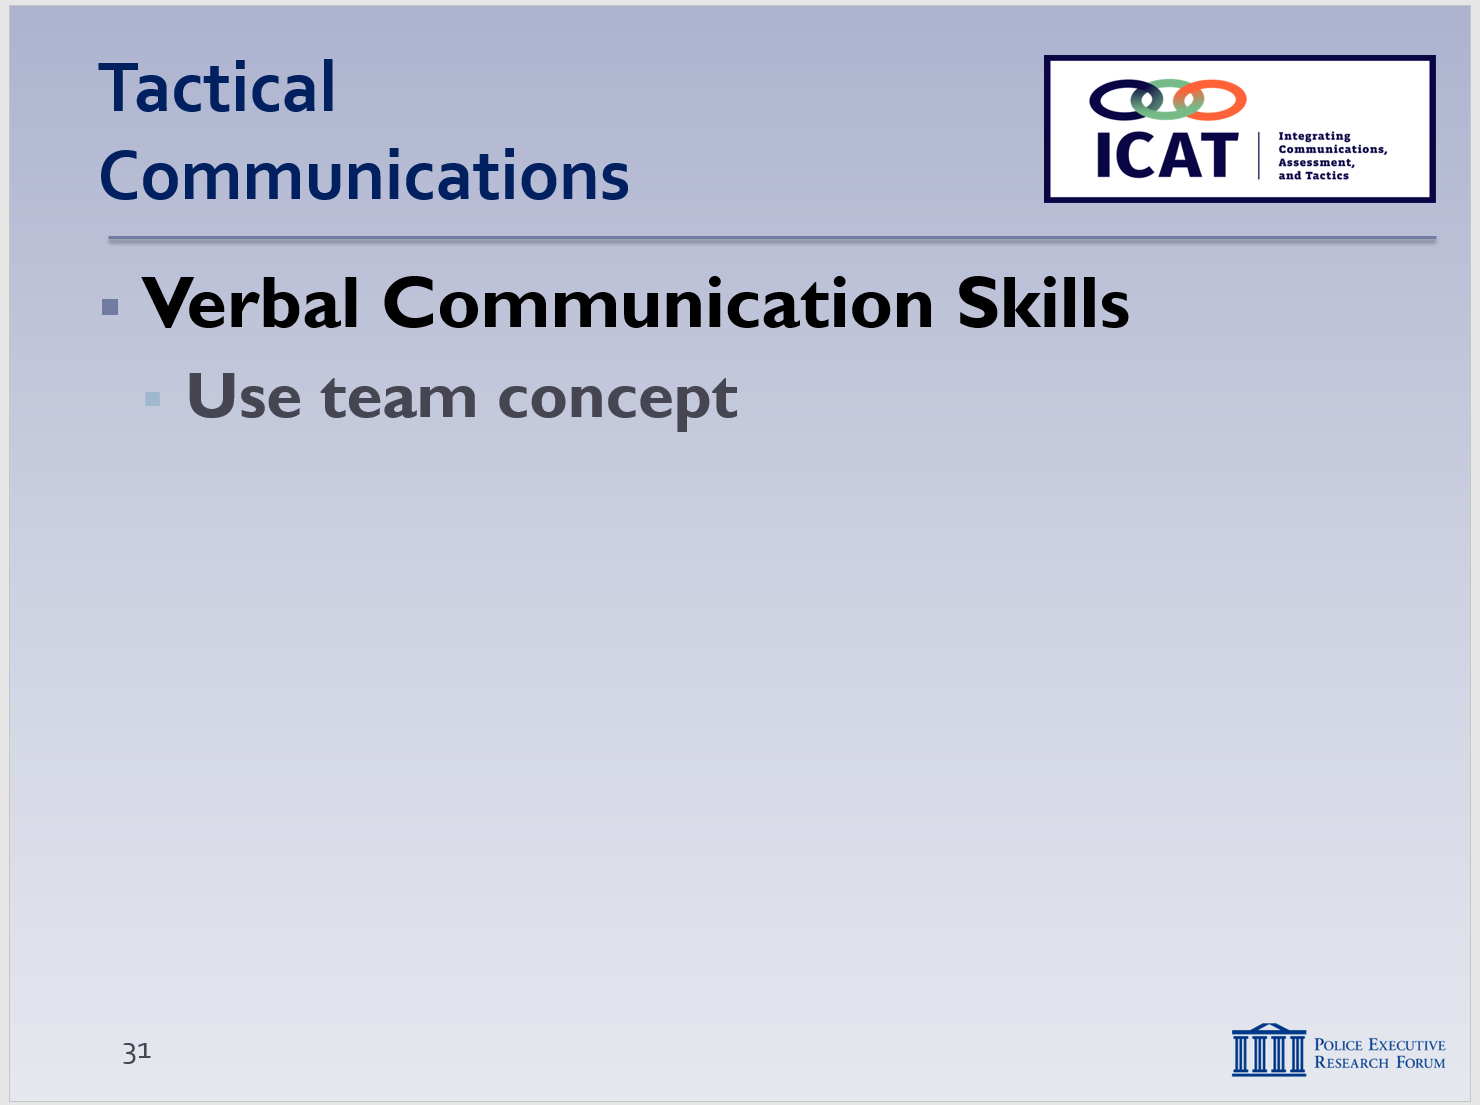 Tactical
Communications
ICAT
Integrating
Communications,
Assessment,
and Tactics
Verbal Communication Skills
Use team concept
31
POLICE EXECUTIVE
RESEARCH FORUM